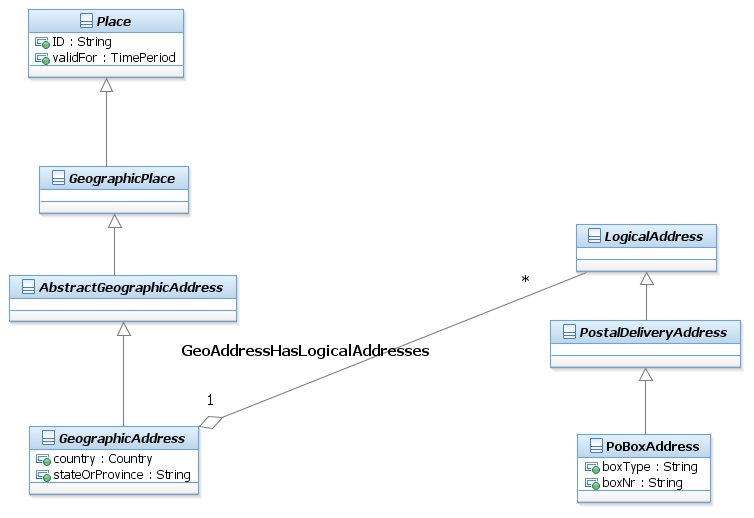 Place
ID : String
validFor : TimePeriod
GeographicPlace
LogicalAddress
*
AbstractGeographicAddress
PostalDeliveryAddress
GeoAddressHasLogicalAddresses
1
GeographicAddress
country : Country
stateOrProvince : String
PoBoxAddress
boxType : String
boxNr : String